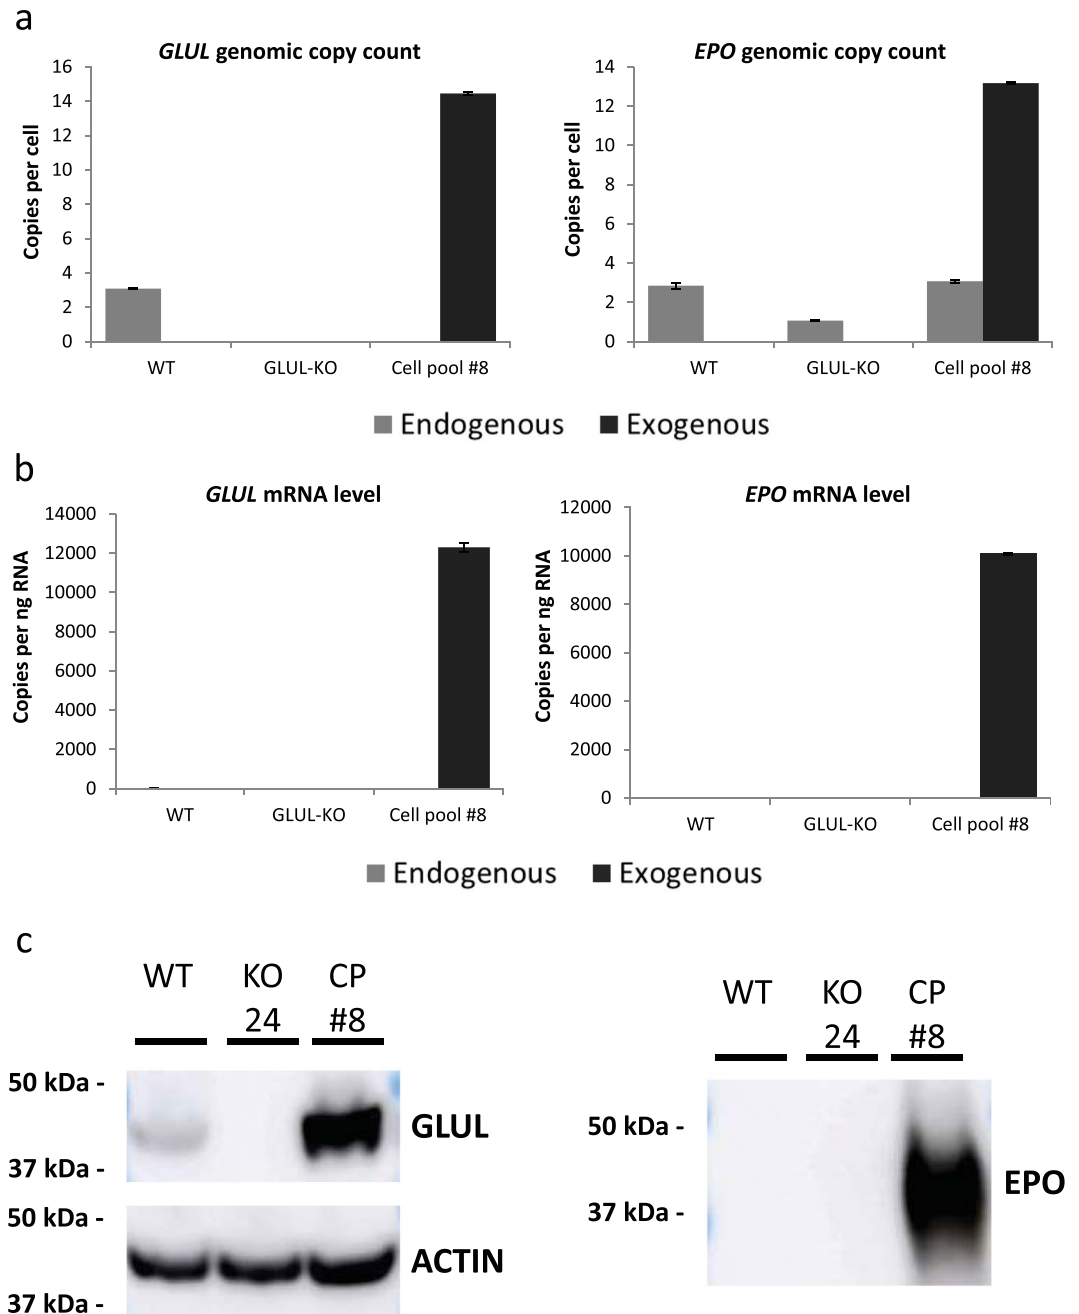 a
GLUL genomic copy count
16
14
12
10
8
6
4
2
0
Copies per cell
WT
GLUL-KO
Cell pool #8
EPO genomic copy count
14
12
10
8
6
4
2
0
Copies per cell
WT
GLUL-KO
Cell pool #8
Endogenous
Exogenous
b
GLUL mRNA level
14000
12000
10000
8000
6000
4000
2000
0
Copies per ng RNA
WT
GLUL-KO
Cell pool #8
EPO mRNA level
12000
10000
8000
6000
4000
2000
0
Copies per ng RNA
WT
GLUL-KO
Cell pool #8
Endogenous
Exogenous
c
WT
KO 24
CP #8
50 kDa -
37 kDa -
GLUL
50 kDa -
37 kDa -
ACTIN
WT
KO 24
CP #8
50 kDa -
37 kDa -
EPO